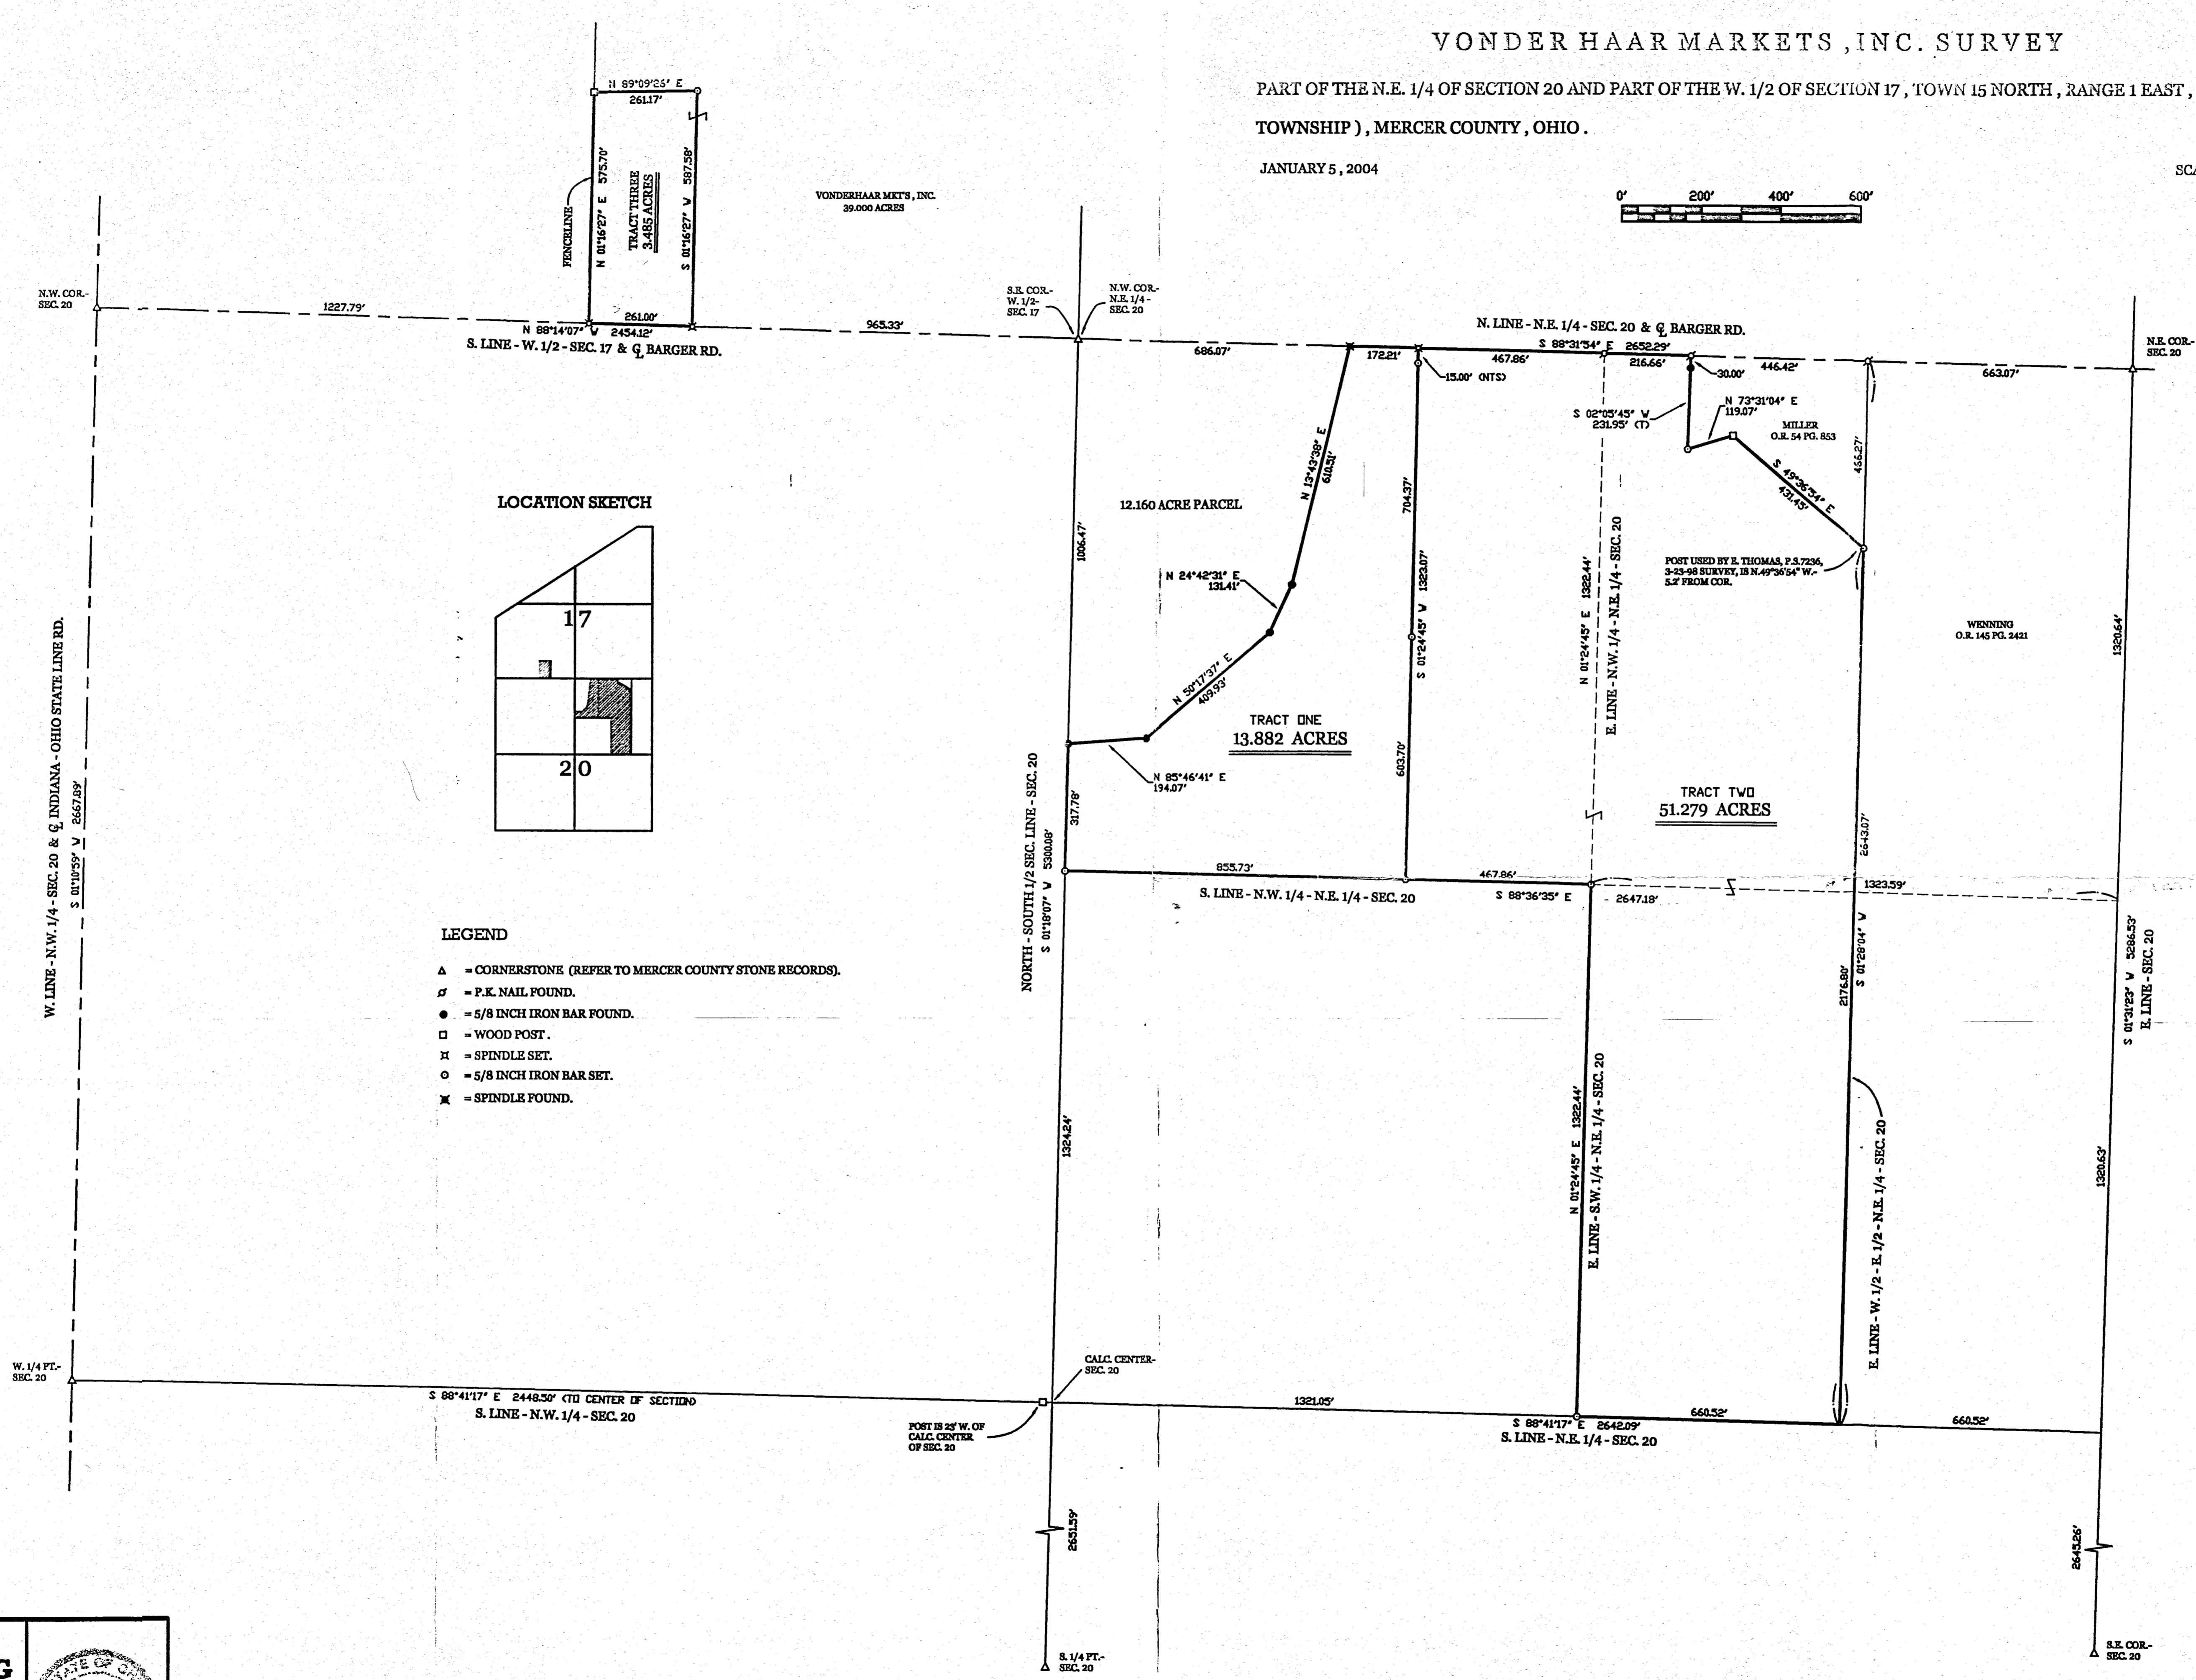 VONDER HAAR MARKETS , INC. SURVEY
PART OF THE N.E. 1/4 OF SECTION 20 AND PART OF THE W. 1/2 OF SECTION 17 , TOWN 15 NORTH , RANGE 1 EAST ,
TOWNSHIP ) , MERCER COUNTY , OHIO .
JANUARY 5 , 2004
SCA
0' 200' 400' 600'
N 89°09'26" E
261.17'
FENCELINE
N 01°16'27" E 575.70'
TRACT THREE
3.485 ACRES
S 01°16'27" W 587.58'
VONDERHAAR MKT'S , INC.
39.000 ACRES
N.W. COR.-
SEC. 20
1227.79'
261.00'
N 88°14'07" W 2454.12'
S. LINE - W. 1/2 - SEC. 17 & ℄ BARGER RD.
965.33'
S.E. COR.-
W. 1/2-
SEC. 17
N.W. COR.-
N.E. 1/4 -
SEC. 20
686.07'
172.21'
N. LINE - N.E. 1/4 - SEC. 20 & ℄ BARGER RD.
S 88°31'54" E 2652.29'
467.86'
216.66'
446.42'
663.07'
N.E. COR.-
SEC. 20
15.00' (NTS)
30.00'
S 02°05'45" W
231.95' (T)
N 73°31'04" E
119.07'
MILLER
O.R. 54 PG. 853
466.27'
S 49°36'54" E
431.45'
POST USED BY E. THOMAS, P.S.7236,
3-23-98 SURVEY, IS N.49°36'54" W.-
5.2' FROM COR.
WENNING
O.R. 145 PG. 2421
1320.64'
LOCATION SKETCH
17
20
12.160 ACRE PARCEL
1006.47'
N 13°43'38" E
610.51'
N 24°42'31" E
131.41'
N 50°17'37" E
409.93'
N 85°46'41" E
194.07'
TRACT ONE
13.882 ACRES
704.37'
S 01°24'45" W 1323.07'
603.70'
N 01°24'45" E 1322.44'
E. LINE - N.W. 1/4 - N.E. 1/4 - SEC. 20
TRACT TWO
51.279 ACRES
2643.07'
W. LINE - N.W. 1/4 - SEC. 20 & ℄ INDIANA - OHIO STATE LINE RD.
S 01°10'59" W 2667.89'
NORTH - SOUTH 1/2 SEC. LINE - SEC. 20
S 01°18'07" W 5300.08'
317.78'
855.73'
467.86'
S. LINE - N.W. 1/4 - N.E. 1/4 - SEC. 20
S 88°36'35" E
2647.18'
1323.59'
S 01°28'04" W
2176.80'
S 01°31'23" W 5286.53'
E. LINE - SEC. 20
LEGEND
△ = CORNERSTONE (REFER TO MERCER COUNTY STONE RECORDS).
= P.K. NAIL FOUND.
● = 5/8 INCH IRON BAR FOUND.
□ = WOOD POST .
= SPINDLE SET.
○ = 5/8 INCH IRON BAR SET.
= SPINDLE FOUND.
1324.24'
N 01°24'45" E 1322.44'
E. LINE - S.W. 1/4 - N.E. 1/4 - SEC. 20
E. LINE - W. 1/2 - E. 1/2 - N.E. 1/4 - SEC. 20
1320.63'
W. 1/4 PT.-
SEC. 20
S 88°41'17" E 2448.50' (TO CENTER OF SECTION)
S. LINE - N.W. 1/4 - SEC. 20
CALC. CENTER-
SEC. 20
POST IS 23' W. OF
CALC. CENTER
OF SEC. 20
1321.05'
S 88°41'17" E 2642.09'
S. LINE - N.E. 1/4 - SEC. 20
660.52'
660.52'
2651.59'
2645.26'
S. 1/4 PT.-
SEC. 20
S.E. COR.-
SEC. 20
G
STATE OF